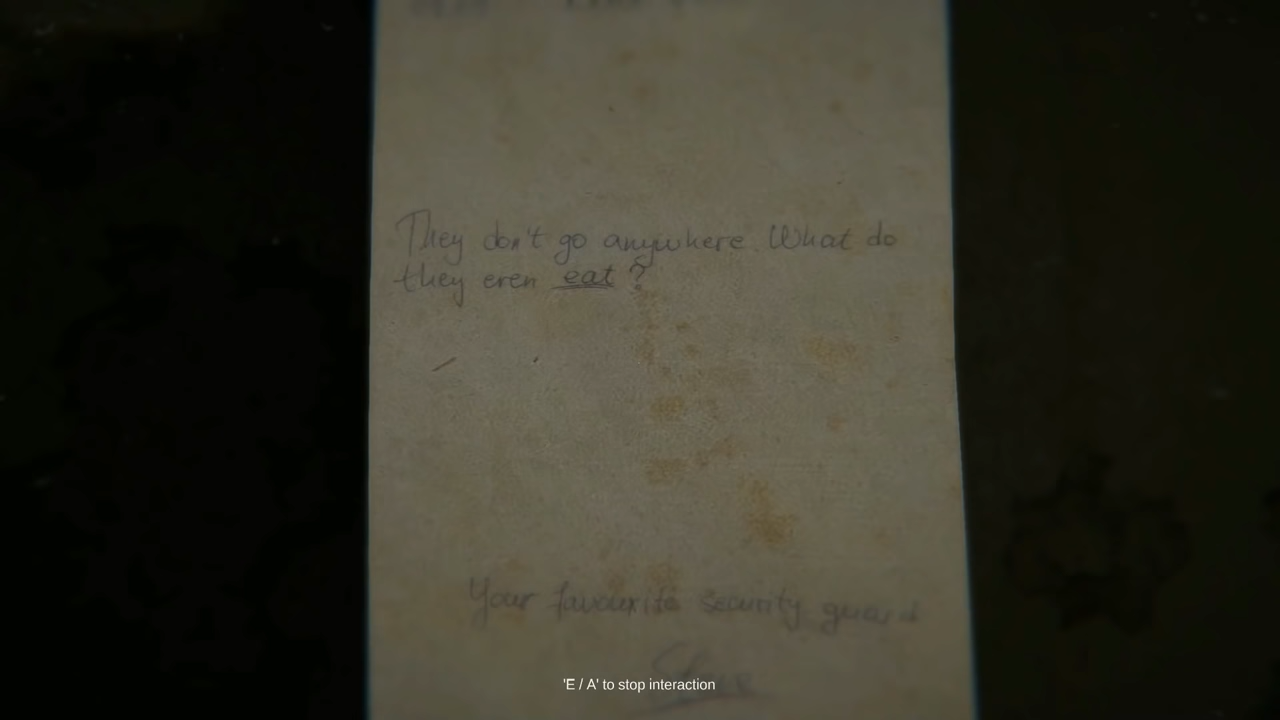 They don't go anywhere. What do
they even eat?
Your favourite security guard
'E / A' to stop interaction